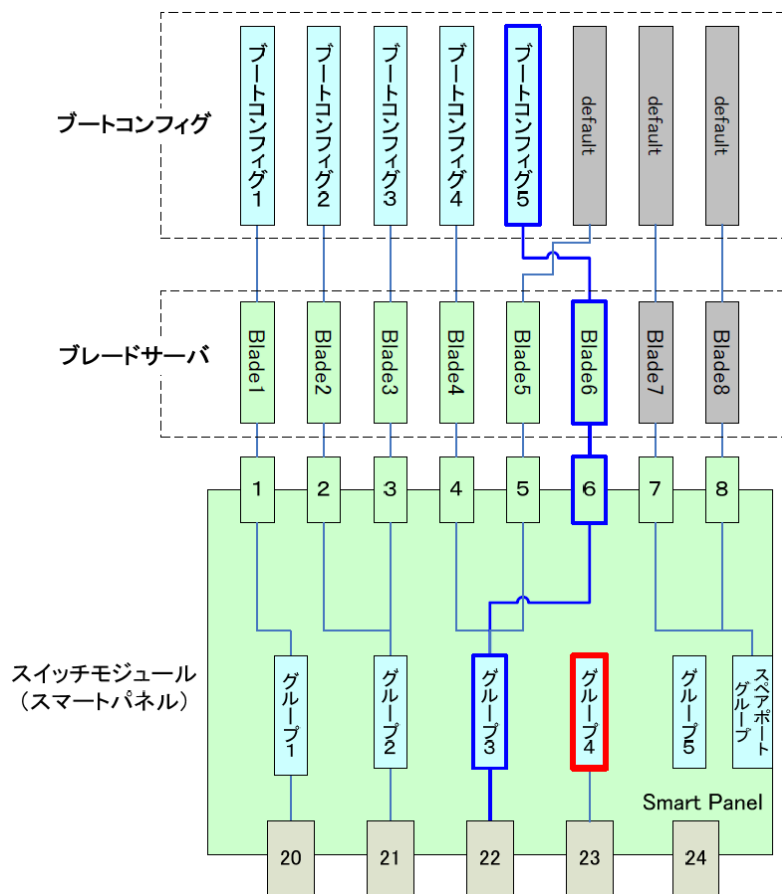 ブートコンフィグ
ブートコンフィグ1
ブートコンフィグ2
ブートコンフィグ3
ブートコンフィグ4
ブートコンフィグ5
default
default
default
ブレードサーバ
Blade1
Blade2
Blade3
Blade4
Blade5
Blade6
Blade7
Blade8
1
2
3
4
5
6
7
8
スイッチモジュール
（スマートパネル）
グループ1
グループ2
グループ3
グループ4
グループ5
スペアポート
グループ
Smart Panel
20
21
22
23
24